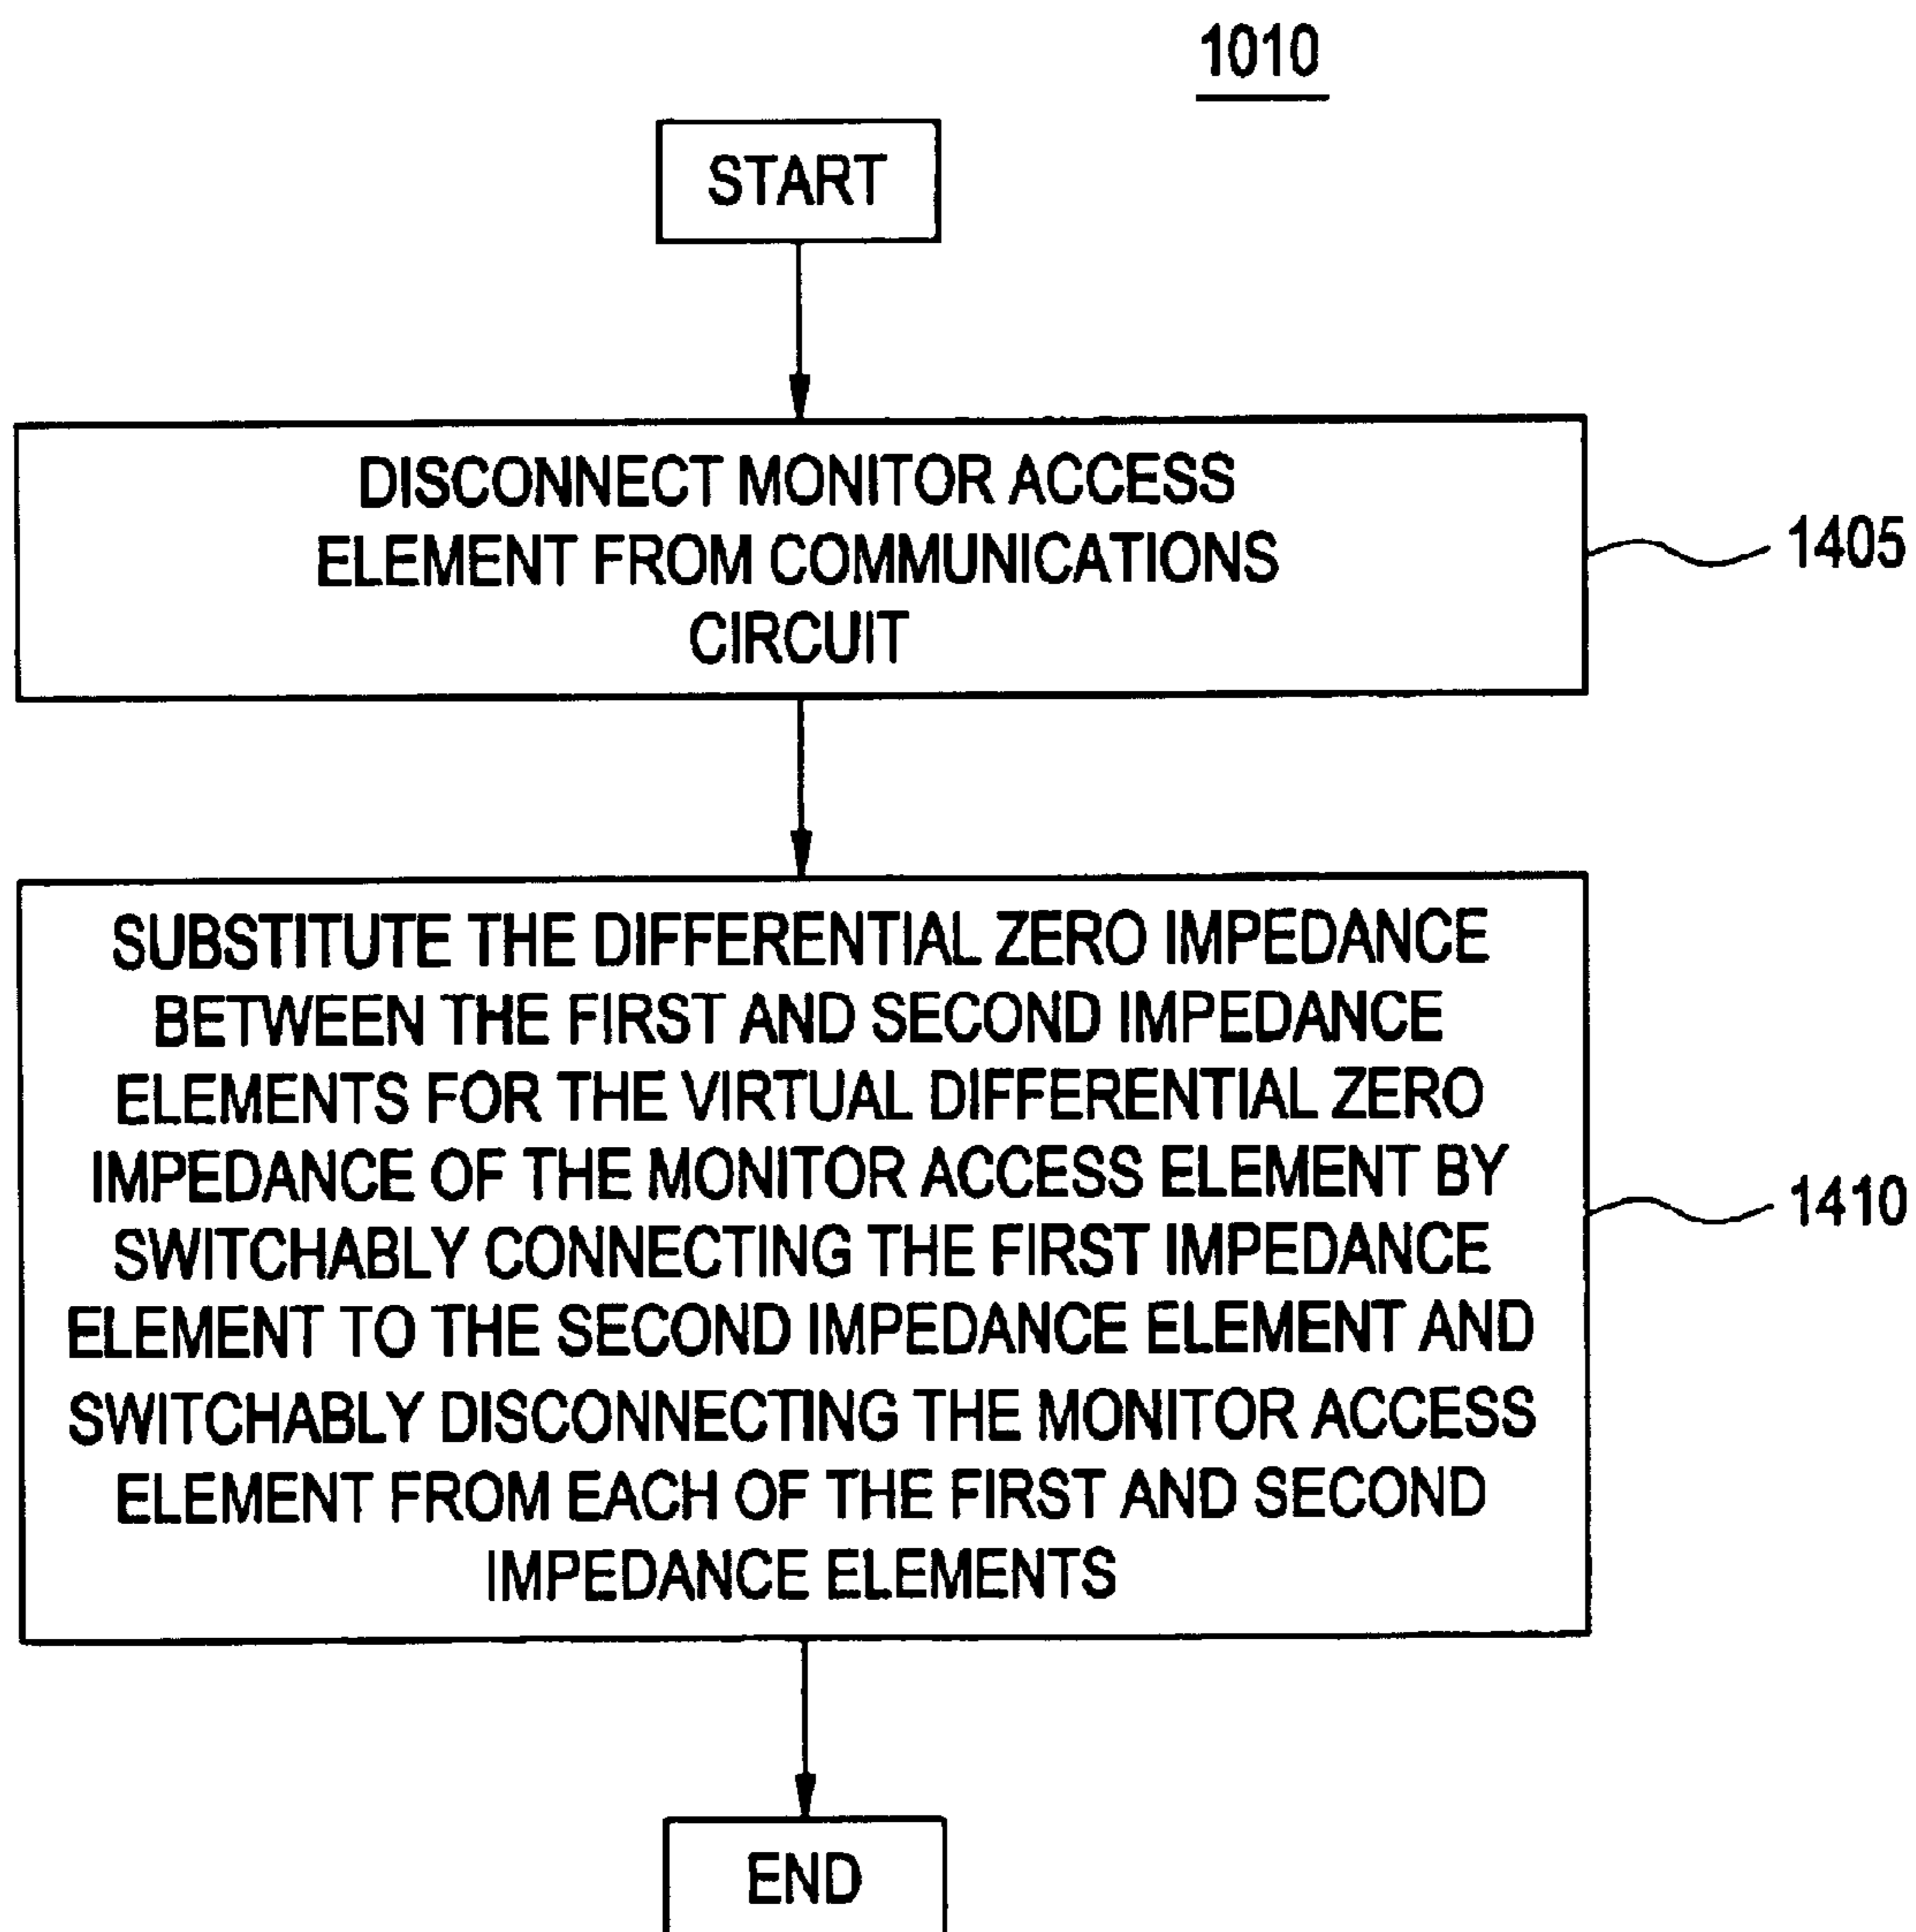 1010
START
DISCONNECT MONITOR ACCESS
ELEMENT FROM COMMUNICATIONS
CIRCUIT
1405
SUBSTITUTE THE DIFFERENTIAL ZERO IMPEDANCE
BETWEEN THE FIRST AND SECOND IMPEDANCE
ELEMENTS FOR THE VIRTUAL DIFFERENTIAL ZERO
IMPEDANCE OF THE MONITOR ACCESS ELEMENT BY
SWITCHABLY CONNECTING THE FIRST IMPEDANCE
ELEMENT TO THE SECOND IMPEDANCE ELEMENT AND
SWITCHABLY DISCONNECTING THE MONITOR ACCESS
ELEMENT FROM EACH OF THE FIRST AND SECOND
IMPEDANCE ELEMENTS
1410
END